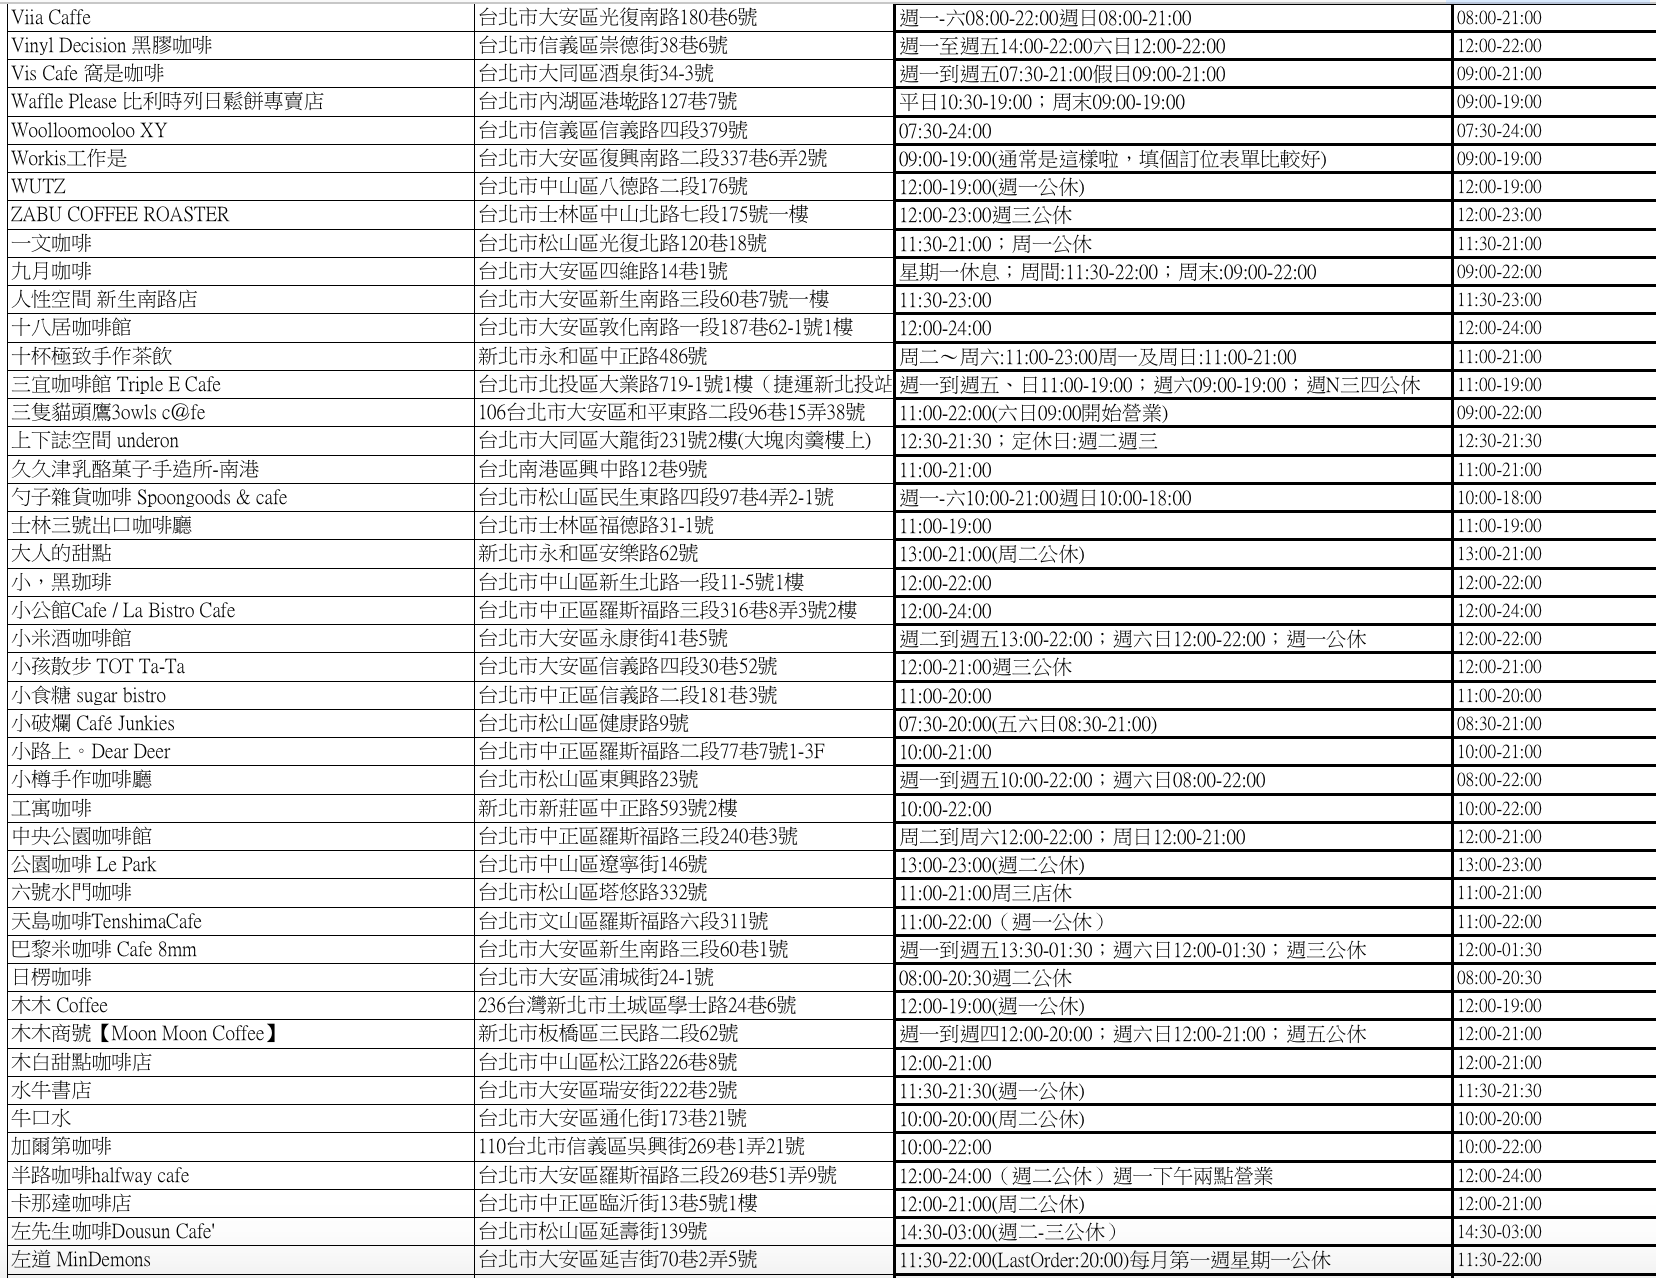 Viia Caffe 台北市大安區光復南路180巷6號 週一-六08:00-22:00週日08:00-21:00 08:00-21:00
Vinyl Decision 黑膠咖啡 台北市信義區崇德街38巷6號 週一至週五14:00-22:00六日12:00-22:00 12:00-22:00
Vis Cafe 窩是咖啡 台北市大同區酒泉街34-3號 週一到週五07:30-21:00假日09:00-21:00 09:00-21:00
Waffle Please 比利時列日鬆餅專賣店 台北市內湖區港墘路127巷7號 平日10:30-19:00；周末09:00-19:00 09:00-19:00
Woolloomooloo XY 台北市信義區信義路四段379號 07:30-24:00 07:30-24:00
Workis工作是 台北市大安區復興南路二段337巷6弄2號 09:00-19:00(通常是這樣啦，填個訂位表單比較好) 09:00-19:00
WUTZ 台北市中山區八德路二段176號 12:00-19:00(週一公休) 12:00-19:00
ZABU COFFEE ROASTER 台北市士林區中山北路七段175號一樓 12:00-23:00週三公休 12:00-23:00
一文咖啡 台北市松山區光復北路120巷18號 11:30-21:00；周一公休 11:30-21:00
九月咖啡 台北市大安區四維路14巷1號 星期一休息；周間:11:30-22:00；周末:09:00-22:00 09:00-22:00
人性空間 新生南路店 台北市大安區新生南路三段60巷7號一樓 11:30-23:00 11:30-23:00
十八居咖啡館 台北市大安區敦化南路一段187巷62-1號1樓 12:00-24:00 12:00-24:00
十杯極致手作茶飲 新北市永和區中正路486號 周二～周六:11:00-23:00周一及周日:11:00-21:00 11:00-21:00
三宜咖啡館 Triple E Cafe 台北市北投區大業路719-1號1樓（捷運新北投站 週一到週五、日11:00-19:00；週六09:00-19:00；週N三四公休 11:00-19:00
三隻貓頭鷹3owls c@fe 106台北市大安區和平東路二段96巷15弄38號 11:00-22:00(六日09:00開始營業) 09:00-22:00
上下誌空間 underon 台北市大同區大龍街231號2樓(大塊肉羹樓上) 12:30-21:30；定休日:週二週三 12:30-21:30
久久津乳酪菓子手造所-南港 台北南港區興中路12巷9號 11:00-21:00 11:00-21:00
勺子雜貨咖啡 Spoongoods & cafe 台北市松山區民生東路四段97巷4弄2-1號 週一-六10:00-21:00週日10:00-18:00 10:00-18:00
士林三號出口咖啡廳 台北市士林區福德路31-1號 11:00-19:00 11:00-19:00
大人的甜點 新北市永和區安樂路62號 13:00-21:00(周二公休) 13:00-21:00
小，黑珈琲 台北市中山區新生北路一段11-5號1樓 12:00-22:00 12:00-22:00
小公館Cafe / La Bistro Cafe 台北市中正區羅斯福路三段316巷8弄3號2樓 12:00-24:00 12:00-24:00
小米酒咖啡館 台北市大安區永康街41巷5號 週二到週五13:00-22:00；週六日12:00-22:00；週一公休 12:00-22:00
小孩散步 TOT Ta-Ta 台北市大安區信義路四段30巷52號 12:00-21:00週三公休 12:00-21:00
小食糖 sugar bistro 台北市中正區信義路二段181巷3號 11:00-20:00 11:00-20:00
小破爛 Café Junkies 台北市松山區健康路9號 07:30-20:00(五六日08:30-21:00) 08:30-21:00
小路上。Dear Deer 台北市中正區羅斯福路二段77巷7號1-3F 10:00-21:00 10:00-21:00
小樽手作咖啡廳 台北市松山區東興路23號 週一到週五10:00-22:00；週六日08:00-22:00 08:00-22:00
工寓咖啡 新北市新莊區中正路593號2樓 10:00-22:00 10:00-22:00
中央公園咖啡館 台北市中正區羅斯福路三段240巷3號 周二到周六12:00-22:00；周日12:00-21:00 12:00-21:00
公園咖啡 Le Park 台北市中山區遼寧街146號 13:00-23:00(週二公休) 13:00-23:00
六號水門咖啡 台北市松山區塔悠路332號 11:00-21:00周三店休 11:00-21:00
天島咖啡TenshimaCafe 台北市文山區羅斯福路六段311號 11:00-22:00（週一公休） 11:00-22:00
巴黎米咖啡 Cafe 8mm 台北市大安區新生南路三段60巷1號 週一到週五13:30-01:30；週六日12:00-01:30；週三公休 12:00-01:30
日楞咖啡 台北市大安區浦城街24-1號 08:00-20:30週二公休 08:00-20:30
木木 Coffee 236台灣新北市土城區學士路24巷6號 12:00-19:00(週一公休) 12:00-19:00
木木商號【Moon Moon Coffee】 新北市板橋區三民路二段62號 週一到週四12:00-20:00；週六日12:00-21:00；週五公休 12:00-21:00
木白甜點咖啡店 台北市中山區松江路226巷8號 12:00-21:00 12:00-21:00
水牛書店 台北市大安區瑞安街222巷2號 11:30-21:30(週一公休) 11:30-21:30
牛口水 台北市大安區通化街173巷21號 10:00-20:00(周二公休) 10:00-20:00
加爾第咖啡 110台北市信義區吳興街269巷1弄21號 10:00-22:00 10:00-22:00
半路咖啡halfway cafe 台北市大安區羅斯福路三段269巷51弄9號 12:00-24:00（週二公休）週一下午兩點營業 12:00-24:00
卡那達咖啡店 台北市中正區臨沂街13巷5號1樓 12:00-21:00(周二公休) 12:00-21:00
左先生咖啡Dousun Cafe' 台北市松山區延壽街139號 14:30-03:00(週二-三公休） 14:30-03:00
左道 MinDemons 台北市大安區延吉街70巷2弄5號 11:30-22:00(LastOrder:20:00)每月第一週星期一公休 11:30-22:00